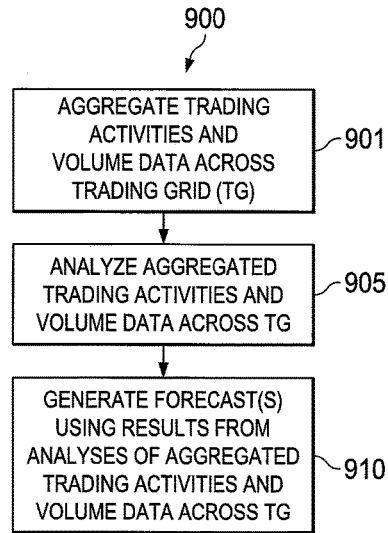 900
AGGREGATE TRADING
ACTIVITIES AND
VOLUME DATA ACROSS
TRADING GRID (TG)
901
ANALYZE AGGREGATED
TRADING ACTIVITIES AND
VOLUME DATA ACROSS TG
905
GENERATE FORECAST(S)
USING RESULTS FROM
ANALYSES OF AGGREGATED
TRADING ACTIVITIES AND
VOLUME DATA ACROSS TG
910